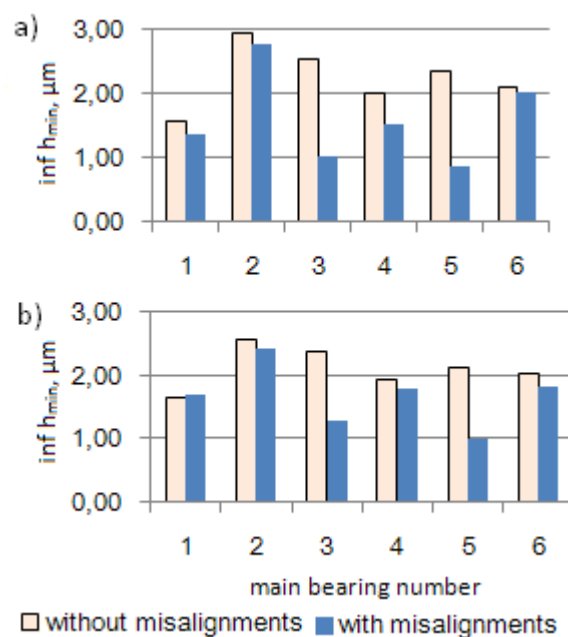 a)
3,00
2,00
1,00
0,00
inf hmin, μm
1 2 3 4 5 6
b)
3,00
2,00
1,00
0,00
inf hmin, μm
1 2 3 4 5 6
main bearing number
without misalignments with misalignments